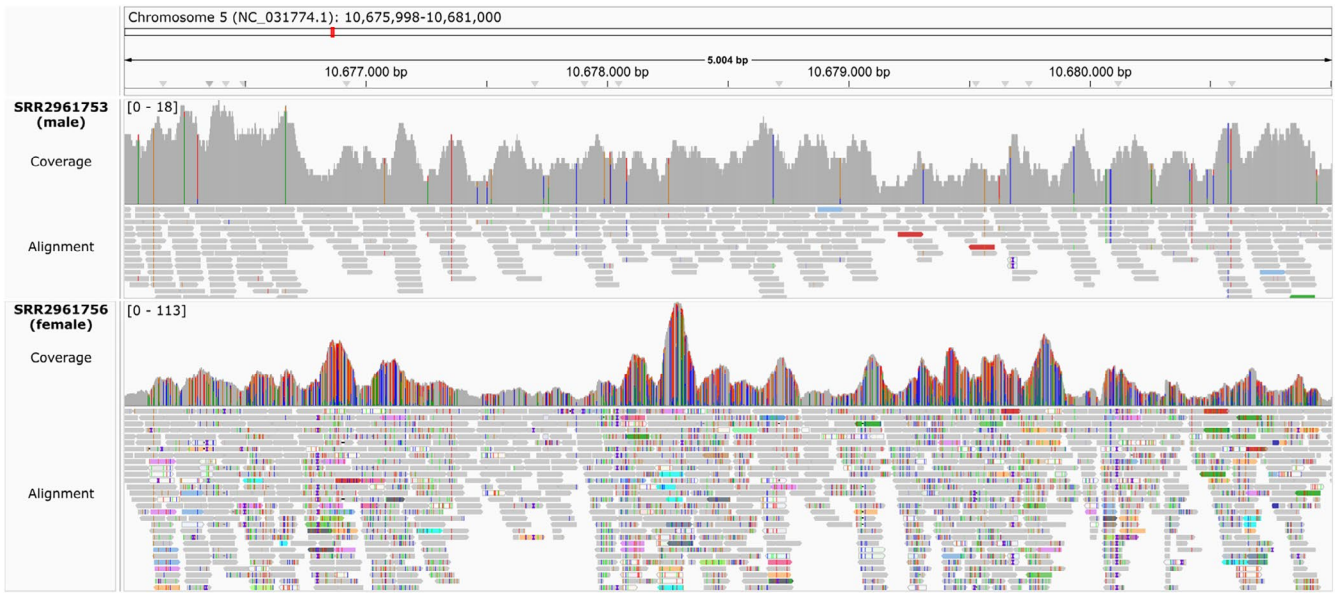 Chromosome 5 (NC_031774.1): 10,675,998-10,681,000
5.004 bp
10.677.000 bp 10.678.000 bp 10.679.000 bp 10.680.000 bp
SRR2961753
(male)
[0 - 18]
Coverage
Alignment
SRR2961756
(female)
[0 - 113]
Coverage
Alignment